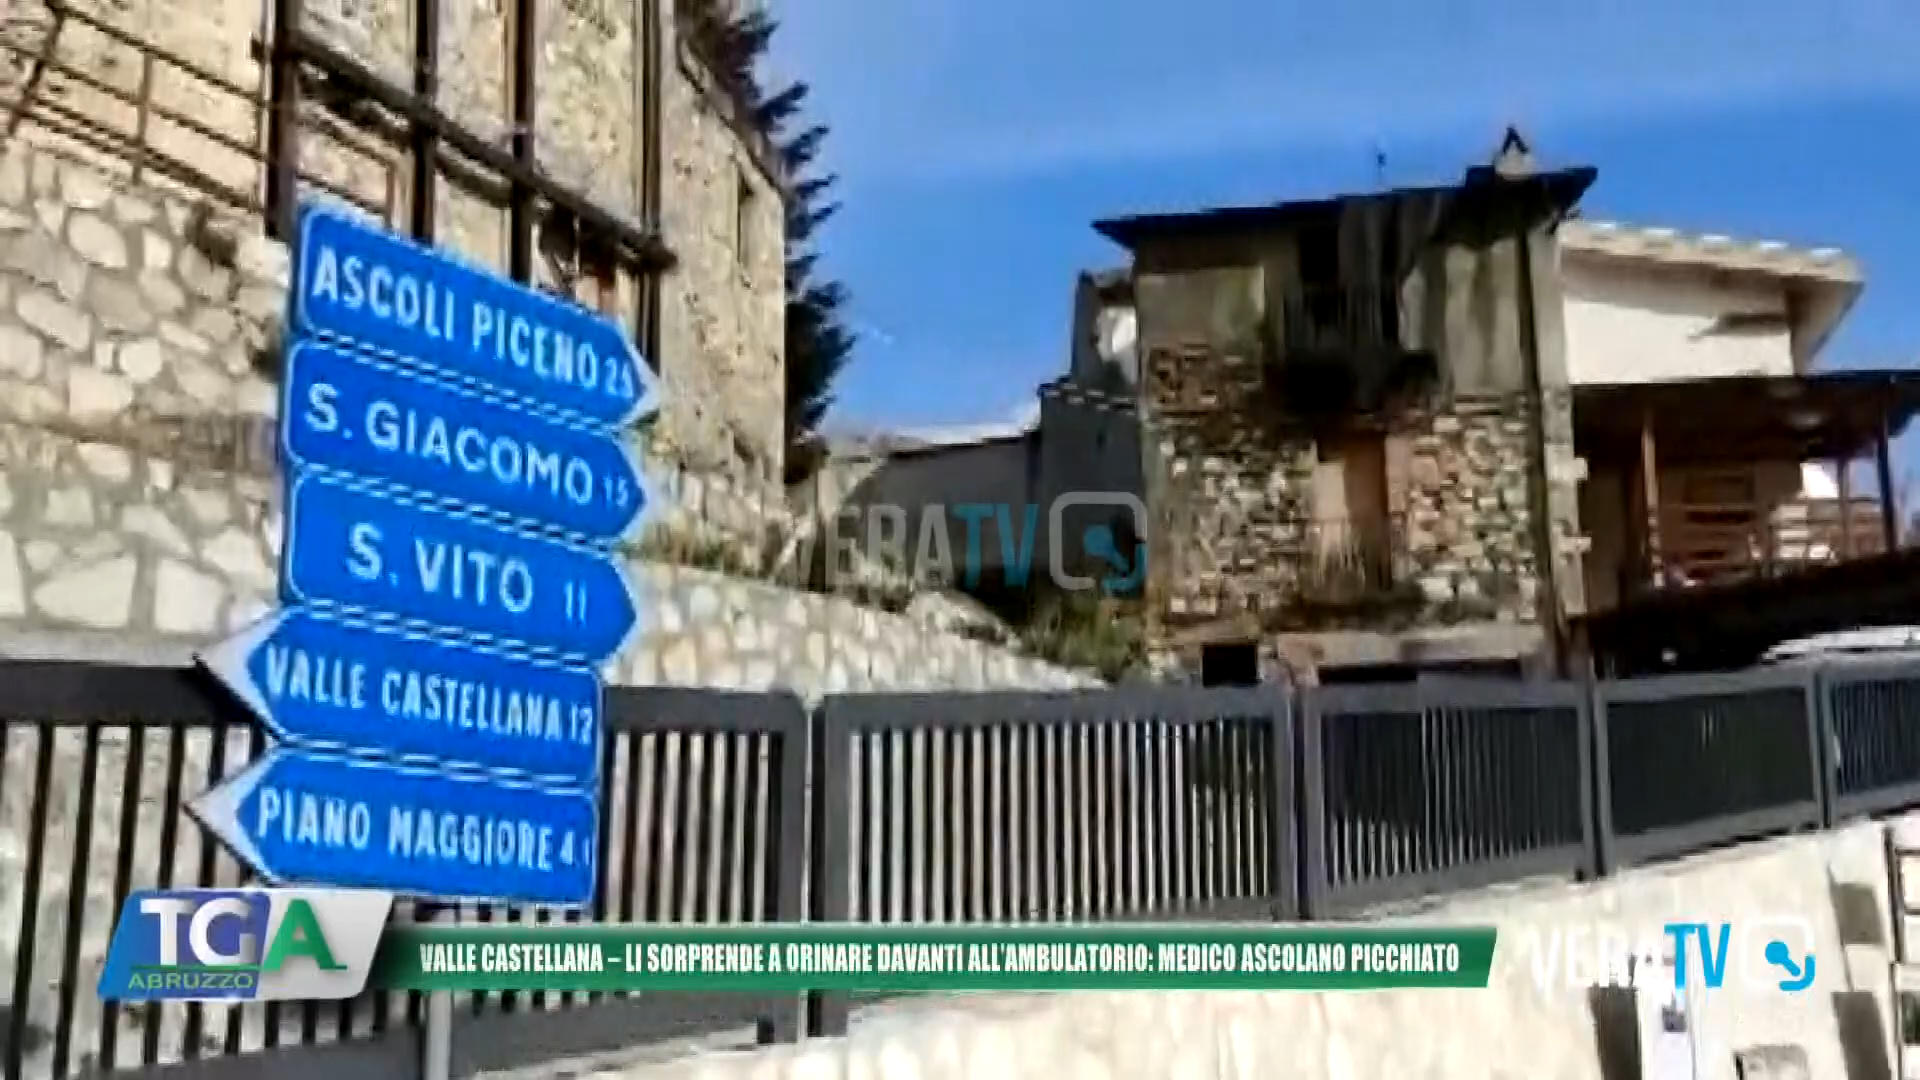 ASCOLI PICENO 25
S. GIACOMO 15
S. VITO 11
VALLE CASTELLANA 12
PIANO MAGGIORE 4
VERATV
TGA
ABRUZZO
VALLE CASTELLANA – LI SORPRENDE A ORINARE DAVANTI ALL'AMBULATORIO: MEDICO ASCOLANO PICCHIATO
VERATV